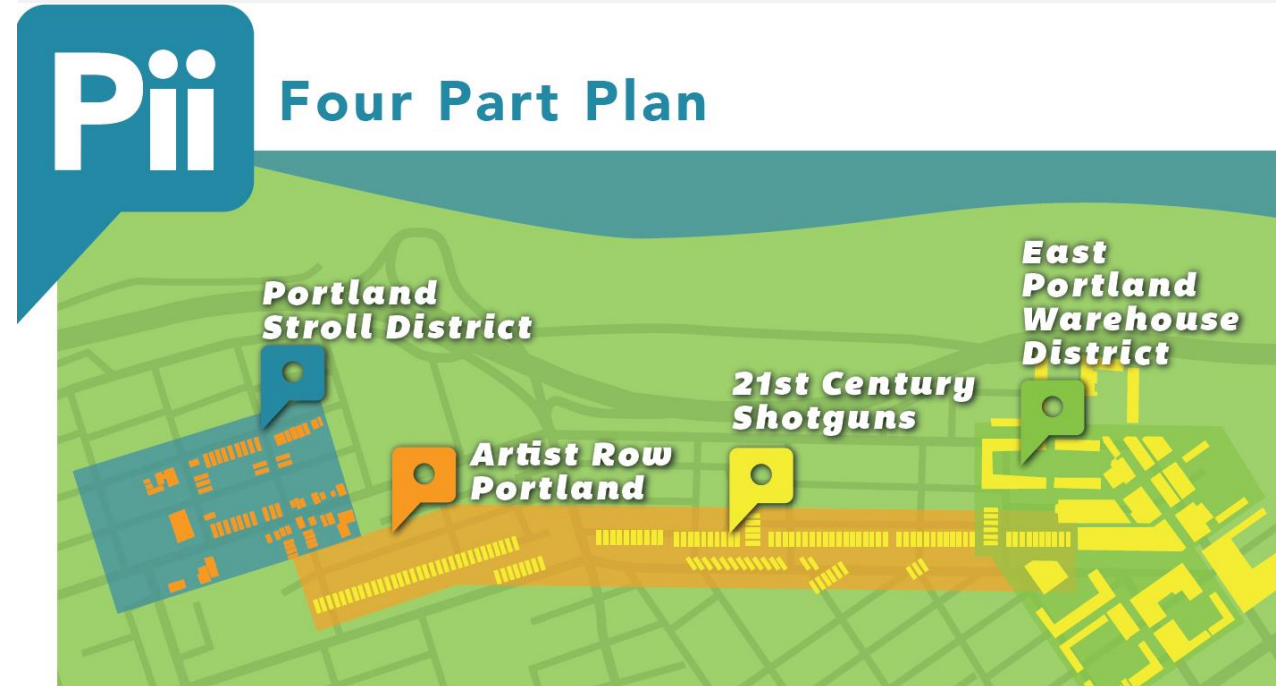 Pii
Four Part Plan
Portland
Stroll District
Artist Row
Portland
21st Century
Shotguns
East
Portland
Warehouse
District